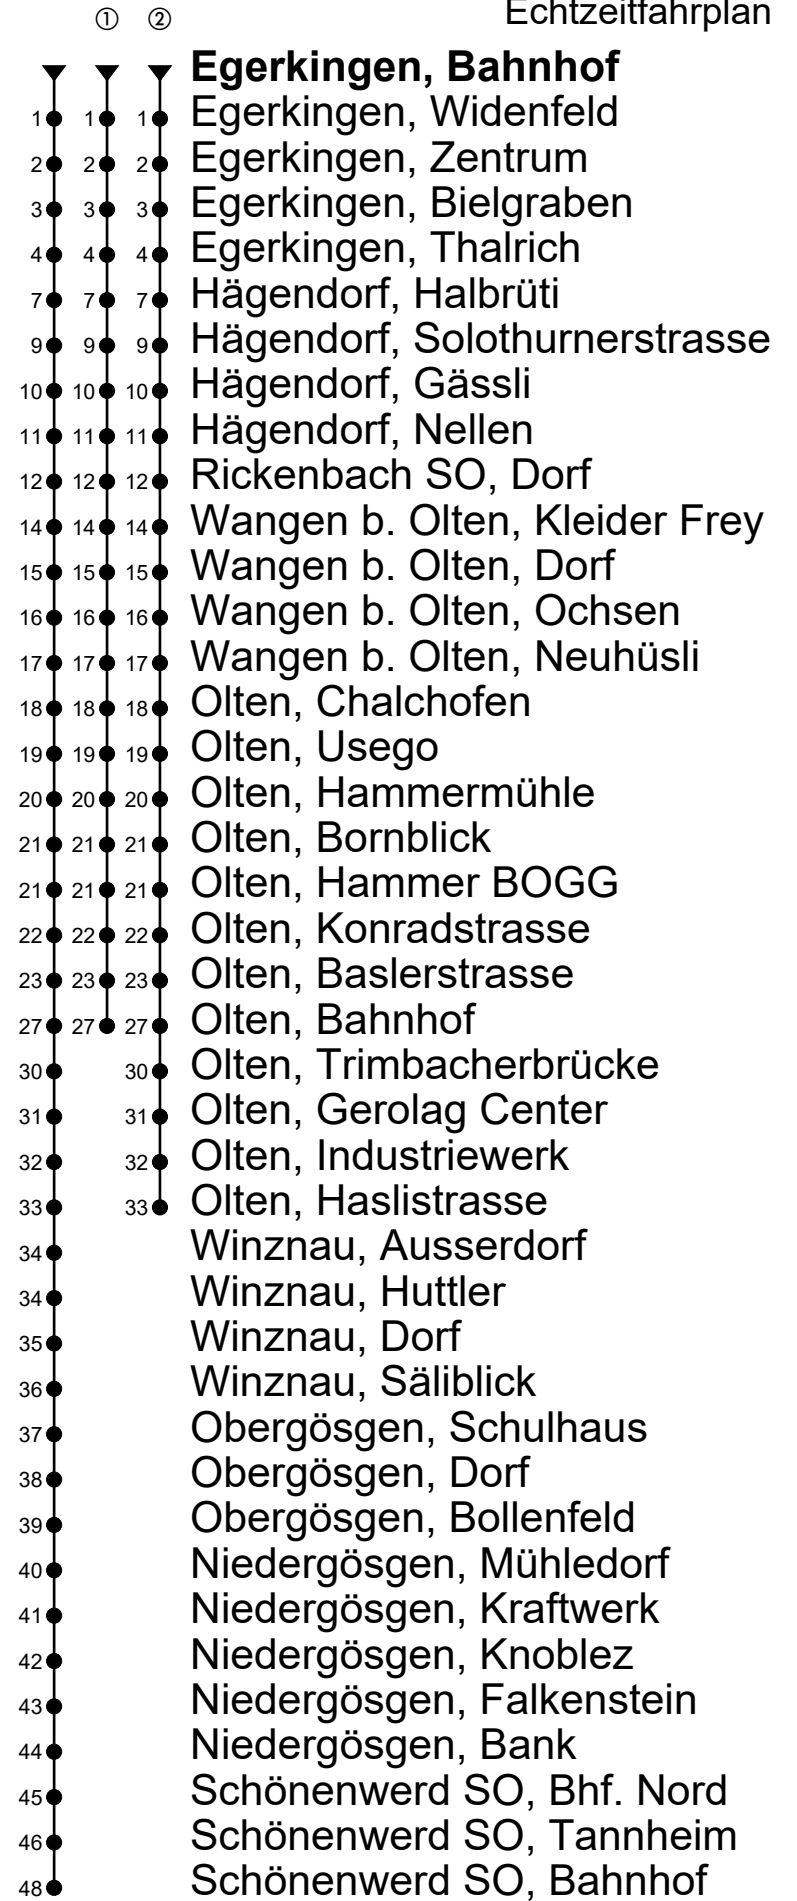 Echtzeitfahrplan
① ②
Egerkingen, Bahnhof
1 1 1 Egerkingen, Widenfeld
2 2 2 Egerkingen, Zentrum
3 3 3 Egerkingen, Bielgraben
4 4 4 Egerkingen, Thalrich
7 7 7 Hägendorf, Halbrüti
9 9 9 Hägendorf, Solothurnerstrasse
10 10 10 Hägendorf, Gässli
11 11 11 Hägendorf, Nellen
12 12 12 Rickenbach SO, Dorf
14 14 14 Wangen b. Olten, Kleider Frey
15 15 15 Wangen b. Olten, Dorf
16 16 16 Wangen b. Olten, Ochsen
17 17 17 Wangen b. Olten, Neuhüsli
18 18 18 Olten, Chalchofen
19 19 19 Olten, Usego
20 20 20 Olten, Hammermühle
21 21 21 Olten, Bornblick
21 21 21 Olten, Hammer BOGG
22 22 22 Olten, Konradstrasse
23 23 23 Olten, Baslerstrasse
27 27 27 Olten, Bahnhof
30 30 Olten, Trimbacherbrücke
31 31 Olten, Gerolag Center
32 32 Olten, Industriewerk
33 33 Olten, Haslistrasse
34 Winznau, Ausserdorf
34 Winznau, Huttler
35 Winznau, Dorf
36 Winznau, Säliblick
37 Obergösgen, Schulhaus
38 Obergösgen, Dorf
39 Obergösgen, Bollenfeld
40 Niedergösgen, Mühledorf
41 Niedergösgen, Kraftwerk
42 Niedergösgen, Knoblez
43 Niedergösgen, Falkenstein
44 Niedergösgen, Bank
45 Schönenwerd SO, Bhf. Nord
46 Schönenwerd SO, Tannheim
48 Schönenwerd SO, Bahnhof